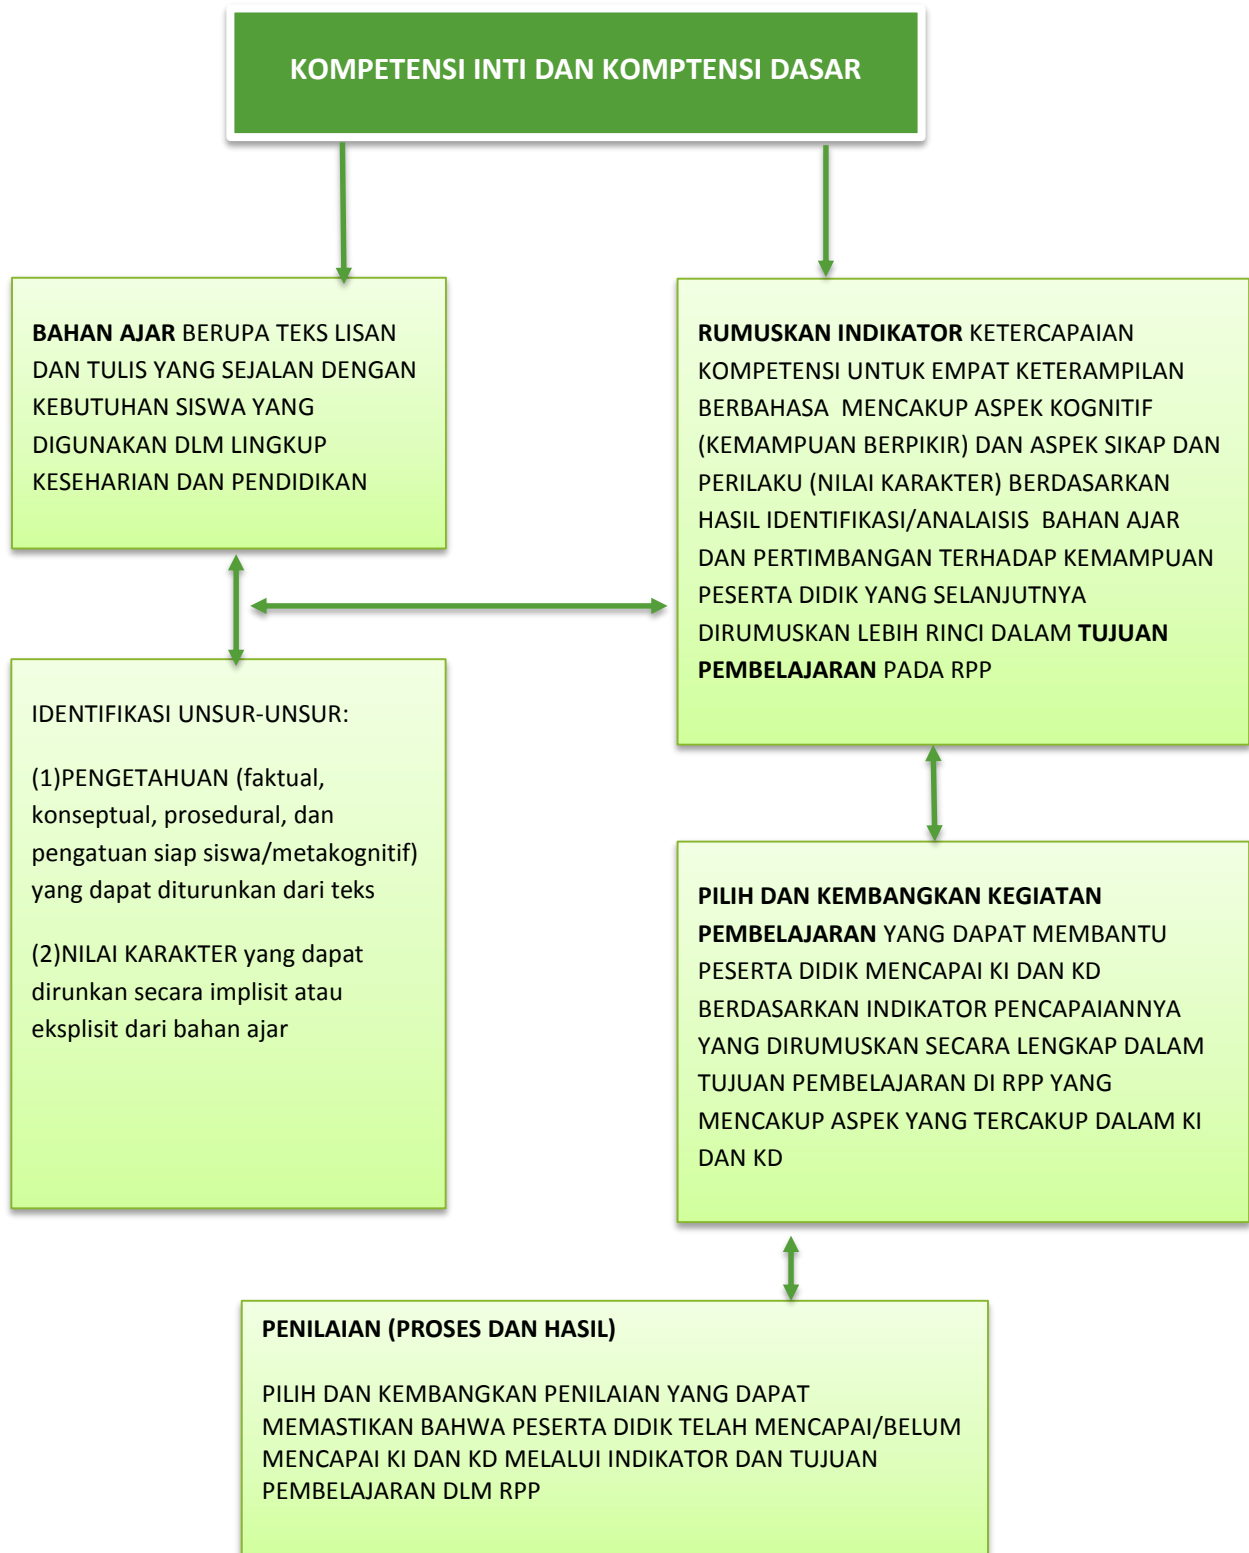 KOMPETENSI INTI DAN KOMPTENSI DASAR
BAHAN AJAR BERUPA TEKS LISAN
DAN TULIS YANG SEJALAN DENGAN
KEBUTUHAN SISWA YANG
DIGUNAKAN DLM LINGKUP
KESEHARIAN DAN PENDIDIKAN
RUMUSKAN INDIKATOR KETERCAPAIAN
KOMPETENSI UNTUK EMPAT KETERAMPILAN
BERBAHASA MENCAKUP ASPEK KOGNITIF
(KEMAMPUAN BERPIKIR) DAN ASPEK SIKAP DAN
PERILAKU (NILAI KARAKTER) BERDASARKAN
HASIL IDENTIFIKASI/ANALAISIS BAHAN AJAR
DAN PERTIMBANGAN TERHADAP KEMAMPUAN
PESERTA DIDIK YANG SELANJUTNYA
DIRUMUSKAN LEBIH RINCI DALAM TUJUAN
PEMBELAJARAN PADA RPP
IDENTIFIKASI UNSUR-UNSUR:
(1)PENGETAHUAN (faktual,
konseptual, prosedural, dan
pengatuan siap siswa/metakognitif)
yang dapat diturunkan dari teks
(2)NILAI KARAKTER yang dapat
dirunkan secara implisit atau
eksplisit dari bahan ajar
PILIH DAN KEMBANGKAN KEGIATAN
PEMBELAJARAN YANG DAPAT MEMBANTU
PESERTA DIDIK MENCAPAI KI DAN KD
BERDASARKAN INDIKATOR PENCAPAIANNYA
YANG DIRUMUSKAN SECARA LENGKAP DALAM
TUJUAN PEMBELAJARAN DI RPP YANG
MENCAKUP ASPEK YANG TERCAKUP DALAM KI
DAN KD
PENILAIAN (PROSES DAN HASIL)
PILIH DAN KEMBANGKAN PENILAIAN YANG DAPAT
MEMASTIKAN BAHWA PESERTA DIDIK TELAH MENCAPAI/BELUM
MENCAPAI KI DAN KD MELALUI INDIKATOR DAN TUJUAN
PEMBELAJARAN DLM RPP